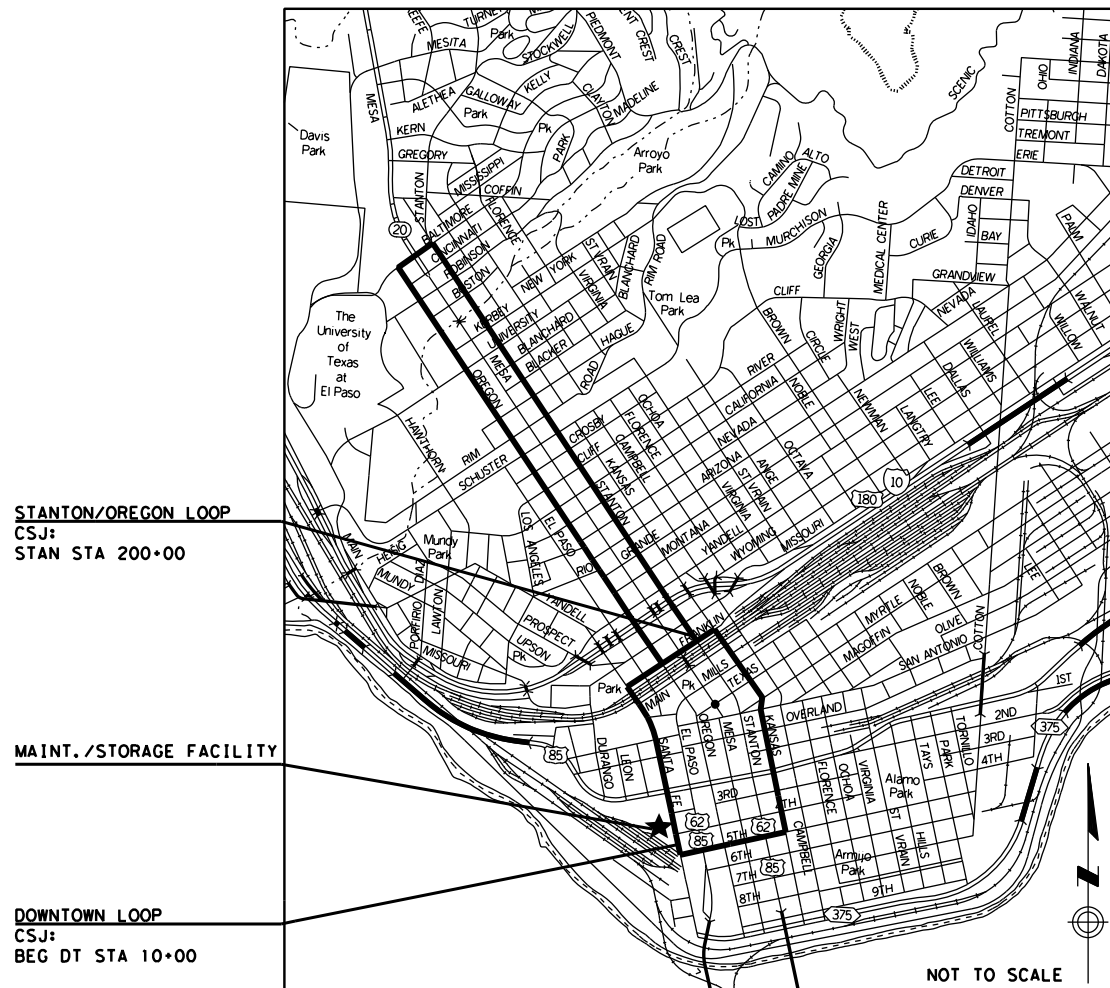 KEEFE
TURNEY
Park
MESITA
STOCKWELL
PIEDMONT
CREST
CREST
MESA
ALETHEA
GALLOWAY
Park
KELLY
CLAYTON
MADELINE
Davis
Park
KERN
Pk
PARK
GREGORY
Arroyo
Park
MISSISSIPPI
COFFIN
STANTON
BALTIMORE
FLORENCE
CINCINNATI
ROBINSON
BOSTON
20
SCENIC
COTTON
OHIO
INDIANA
DAKOTA
PITTSBURGH
TREMONT
ERIE
DETROIT
DENVER
CAMINO
ALTO
PADRE MINE
LOST
Pk
MURCHISON
GEORGIA
MEDICAL CENTER
CURIE
IDAHO
BAY
PALM
GRANDVIEW
NEW YORK
ST VRAIN
VIRGINIA
BLANCHARD
RIM ROAD
Tom Lea
Park
CLIFF
NEVADA
LAUREL
WALNUT
WILLOW
The
University
of
Texas
at
El Paso
KERBEY
UNIVERSITY
BLANCHARD
BLACKER
HAGUE
ROAD
MESA
OREGON
BROWN
CIRCLE
WRIGHT
WEST
WILLIAMS
DALLAS
LEE
LANGTRY
NEWMAN
NOBLE
RIVER
CALIFORNIA
NEVADA
OCHOA
FLORENCE
CAMPBELL
KANSAS
STANTON
CROSBY
CLIFF
ARIZONA
ANGE
ST VRAIN
VIRGINIA
OCTAVA
HAWTHORN
RIM
SCHUSTER
10
180
MISSOURI
WYOMING
YANDELL
MONTANA
GRANDE
RIO
EL PASO
LOS ANGELES
STANTON/OREGON LOOP
CSJ:
STAN STA 200+00
HESIG
MUNDY
Mundy
Park
PORFIRIO DIAZ
LAWTON
MISSOURI
YANDELL
PROSPECT
UPSON
Pk
FRANKLIN
Park
MAIN
Pk
MILLS
TEXAS
BROWN
NOBLE
MYRTLE
MAGOFFIN
OLIVE
SAN ANTONIO
LEE
COTTON
1ST
2ND
3RD
4TH
375
OVERLAND
KANSAS
STANTON
MESA
OREGON
EL PASO
SANTA FE
LEON
DURANGO
85
MAINT./STORAGE FACILITY
TORNILLO
PARK
TAYS
Alamo
Park
VIRGINIA
OCHOA
FLORENCE
3RD
4TH
62
85
5TH
62
6TH
7TH
8TH
85
CAMPBELL
ST VRAIN
HILLS
Armijo
Park
9TH
375
DOWNTOWN LOOP
CSJ:
BEG DT STA 10+00
NOT TO SCALE